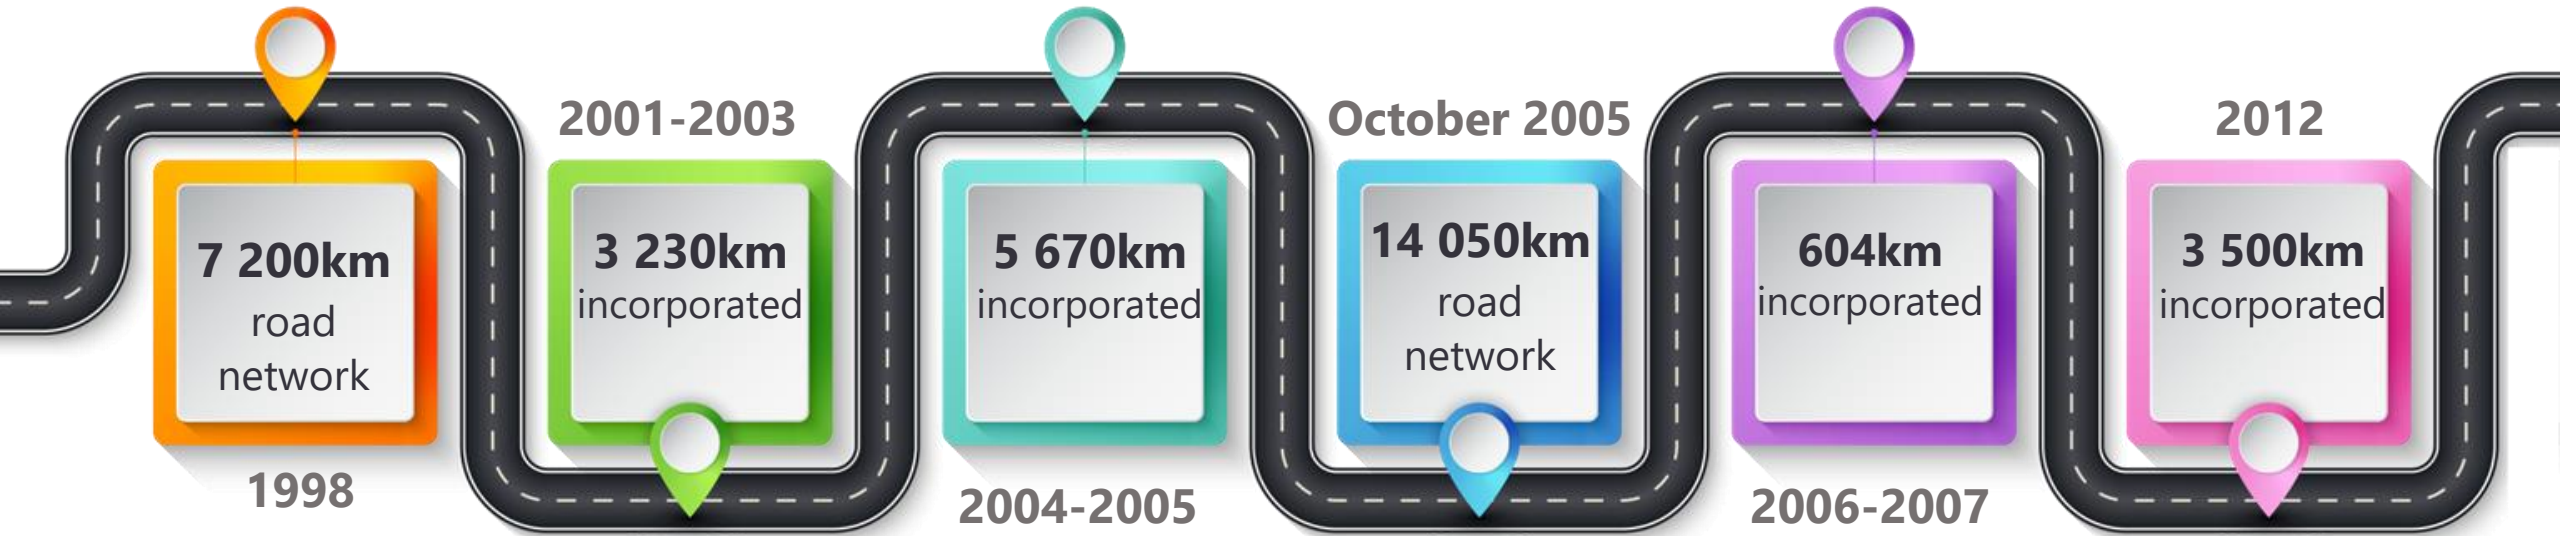 7 200km
road
network
1998
2001-2003
3 230km
incorporated
5 670km
incorporated
2004-2005
October 2005
14 050km
road
network
604km
incorporated
2006-2007
2012
3 500km
incorporated